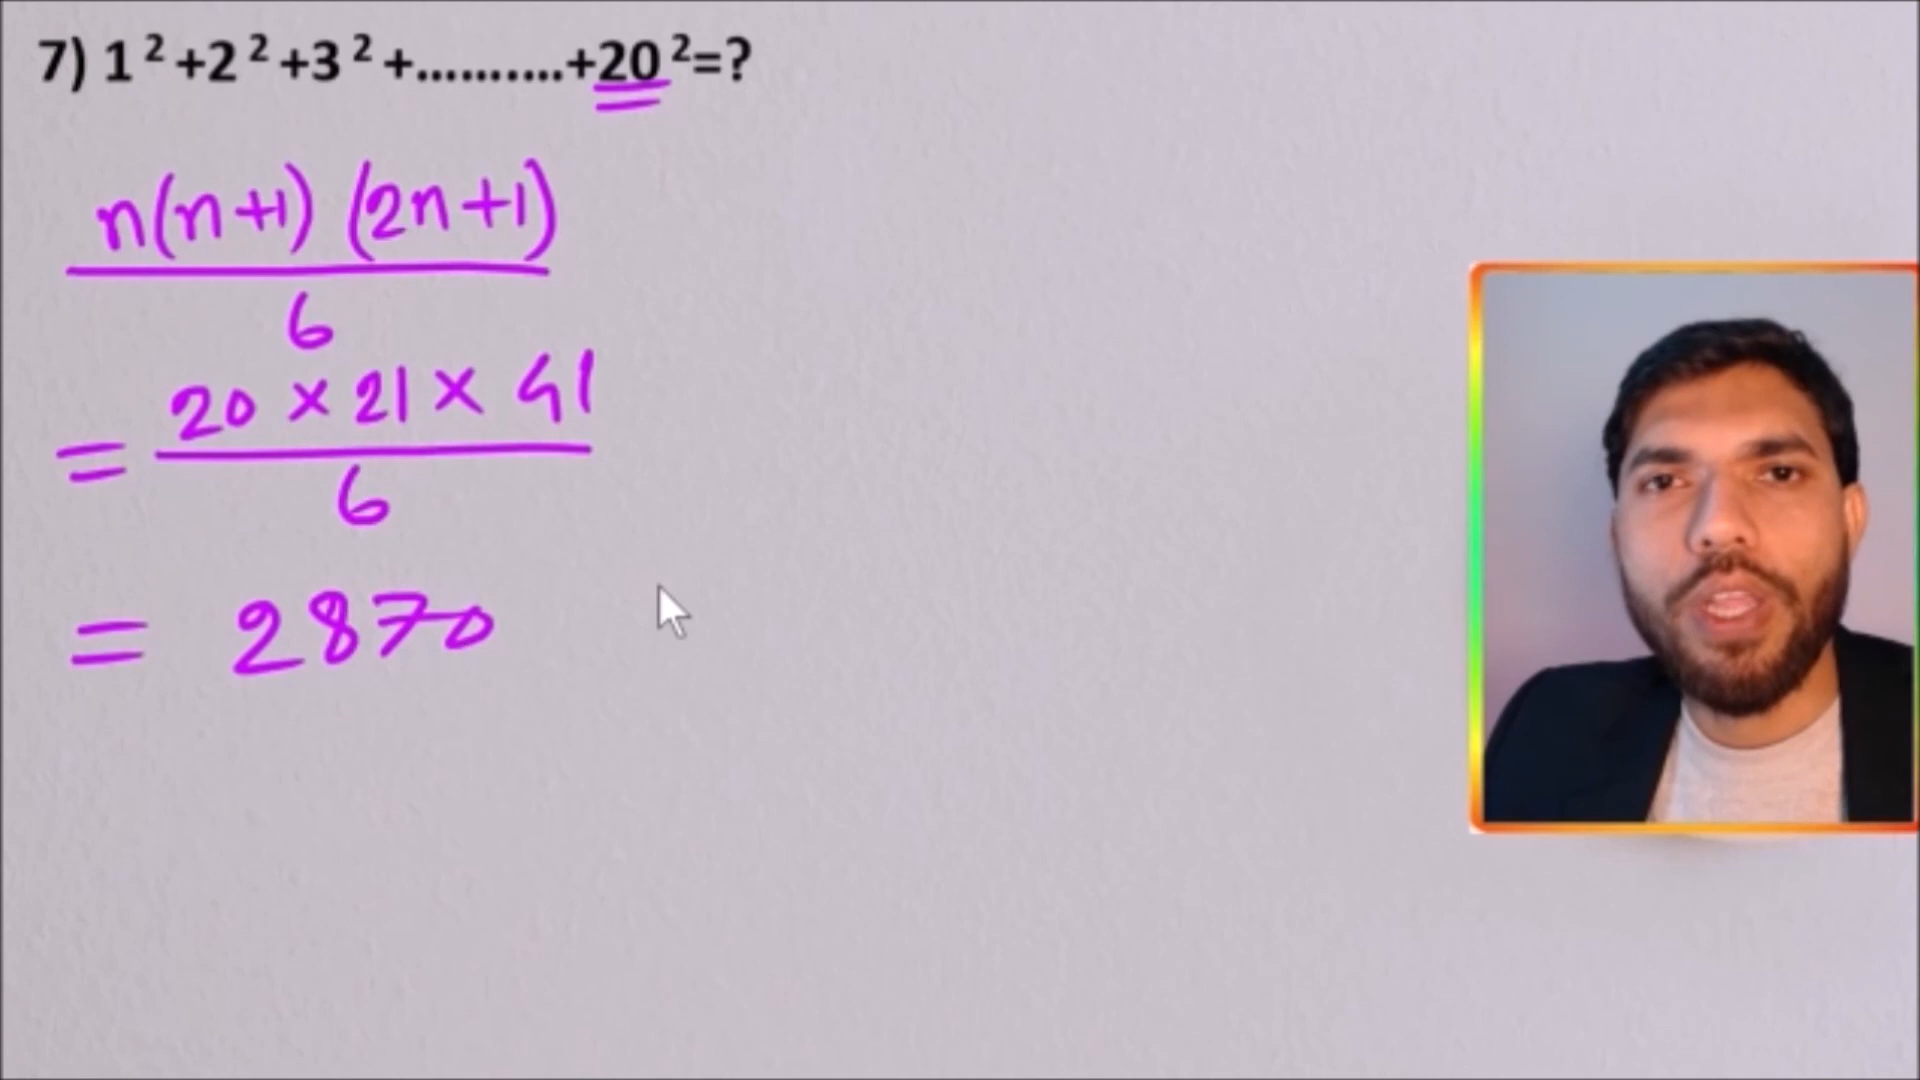 7) 1²+2²+3²+..........+20²=?
n(n+1) (2n+1)
6
= 20 × 21 × 41
6
= 2870